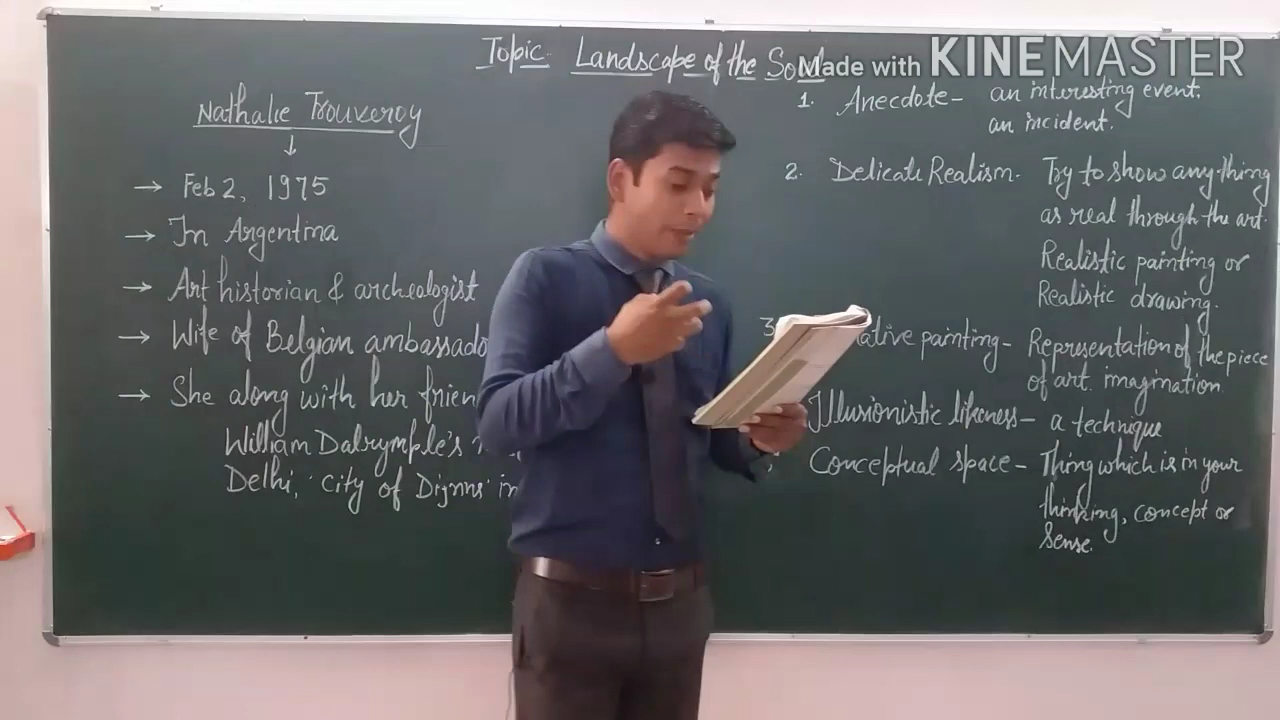 Topic Landscape of the Soul
Made with KINEMASTER
Nathalie Trouveroy
↓
→ Feb 2, 1975
→ In Argentina
→ Art historian & archeologist
→ Wife of Belgian ambassado
→ She along with her frien
William Dalrymple's
Delhi, 'City of Dijnns' in
1. Anecdote - an interesting event,
an incident.
2. Delicate Realism - Try to show anything
as real through the art.
Realistic painting or
Realistic drawing.
3 ative painting - Representation of the piece
of art. imagination
Illusionistic likeness - a technique
Conceptual space - Thing which is in your
thinking, concept or
sense.